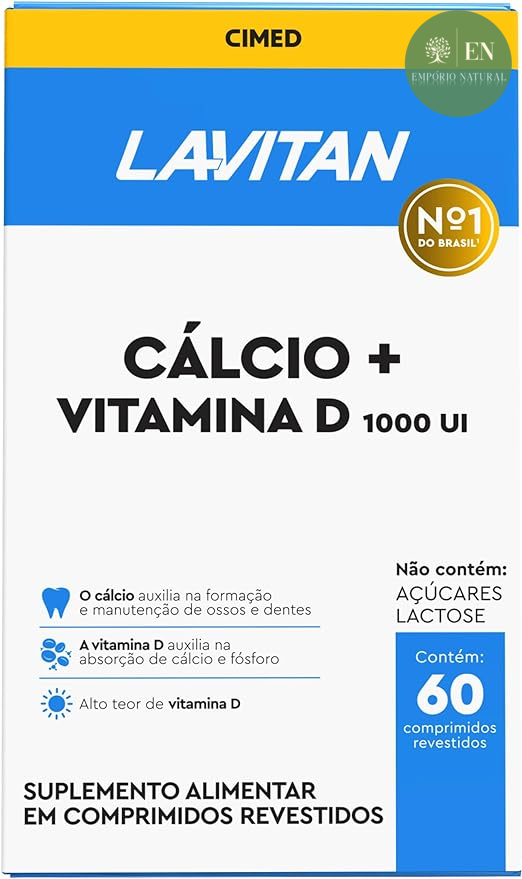 CIMED
EN
EMPÓRIO NATURAL
LAVITAN
Nº1
DO BRASIL¹
CÁLCIO +
VITAMINA D 1000 UI
O cálcio auxilia na formação
e manutenção de ossos e dentes
A vitamina D auxilia na
absorção de cálcio e fósforo
Alto teor de vitamina D
Não contém:
AÇÚCARES
LACTOSE
Contém:
60
comprimidos
revestidos
SUPLEMENTO ALIMENTAR
EM COMPRIMIDOS REVESTIDOS